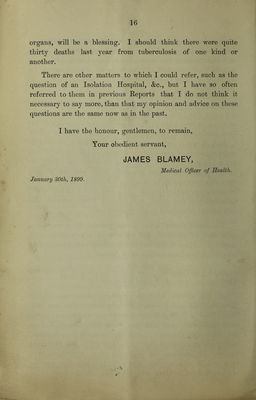 16
organs, will be a blessing. I should think there were quite
thirty deaths last year from tuberculosis of one kind or
another.
There are other matters to which I could refer, such as the
question of an Isolation Hospital, &c., but I have so often
referred to them in previous Reports that I do not think it
necessary to say more, than that my opinion and advice on these
questions are the same now as in the past.
I have the honour, gentlemen, to remain,
Your obedient servant,
JAMES BLAMEY,
Medical Officer of Health.
January 30th, 1899.